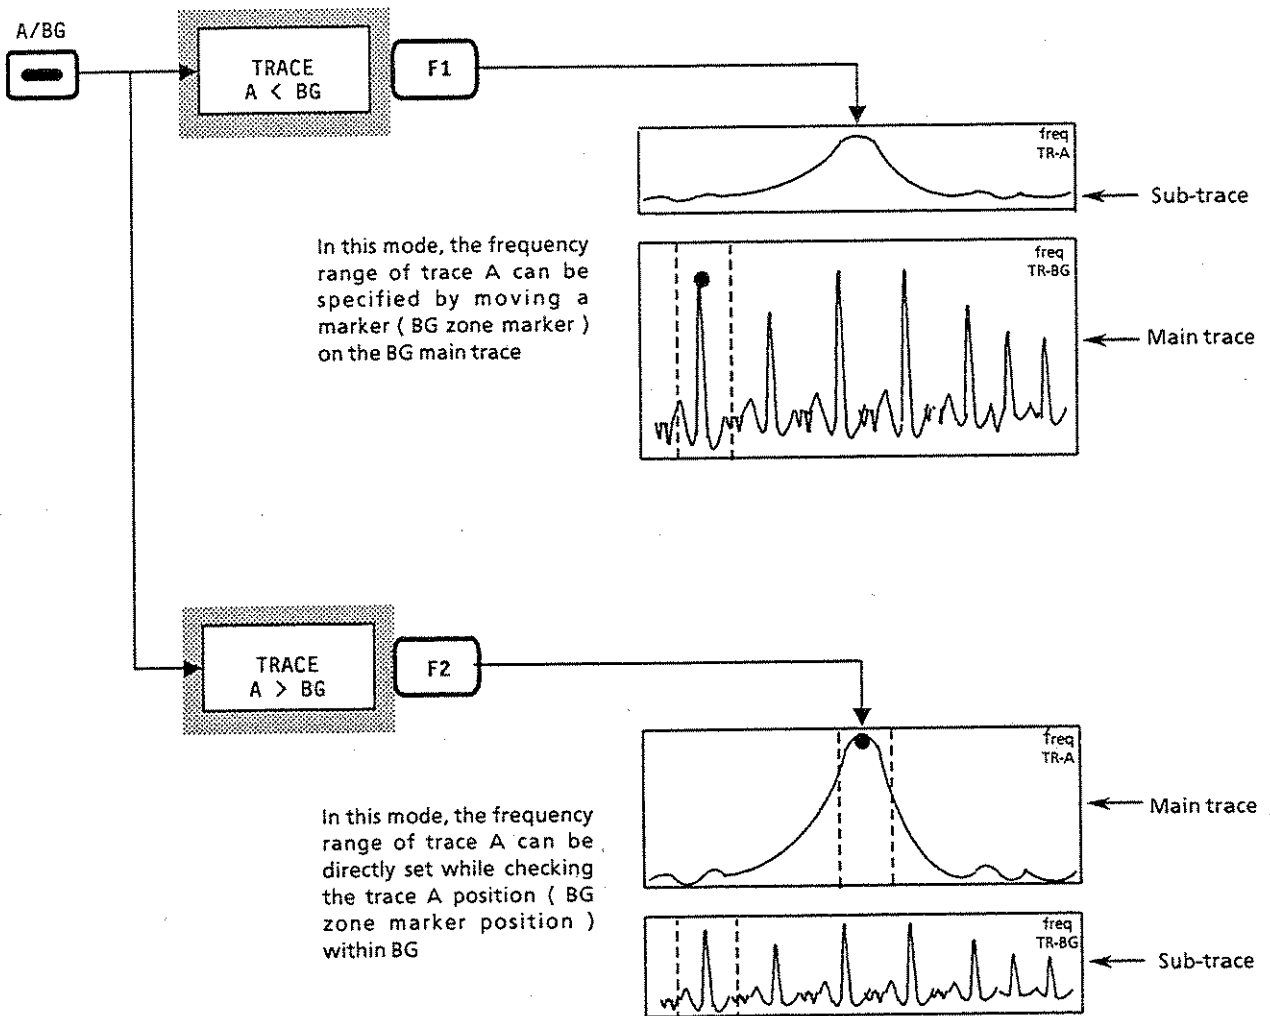 A/BG
TRACE
A < BG
F1
freq
TR-A
Sub-trace
In this mode, the frequency
range of trace A can be
specified by moving a
marker ( BG zone marker )
on the BG main trace
freq
TR-BG
Main trace
TRACE
A > BG
F2
freq
TR-A
Main trace
In this mode, the frequency
range of trace A can be
directly set while checking
the trace A position ( BG
zone marker position )
within BG
freq
TR-BG
Sub-trace